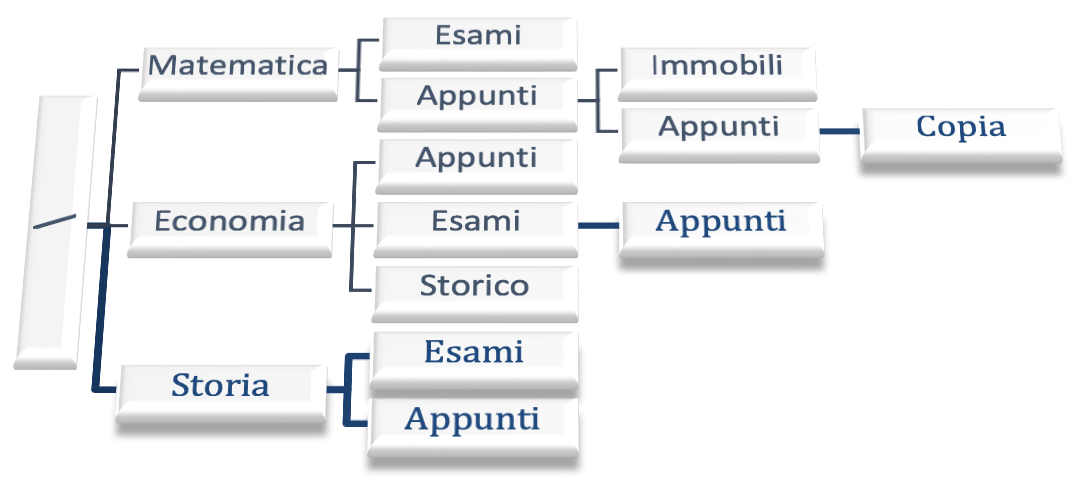 Esami
Matematica
Immobili
Appunti
Appunti
Copia
Appunti
/
Economia
Esami
Appunti
Storico
Esami
Storia
Appunti